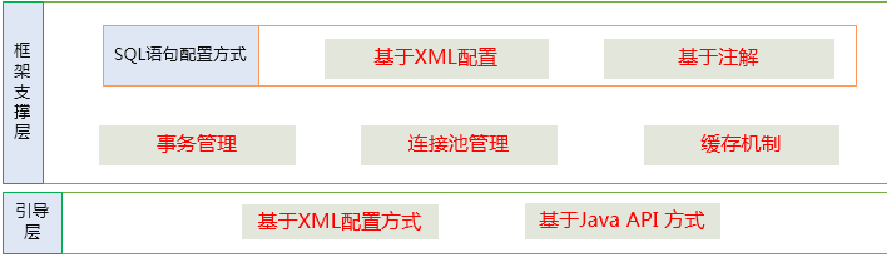 框架支撑层
SQL语句配置方式
基于XML配置
基于注解
事务管理
连接池管理
缓存机制
引导层
基于XML配置方式
基于Java API 方式